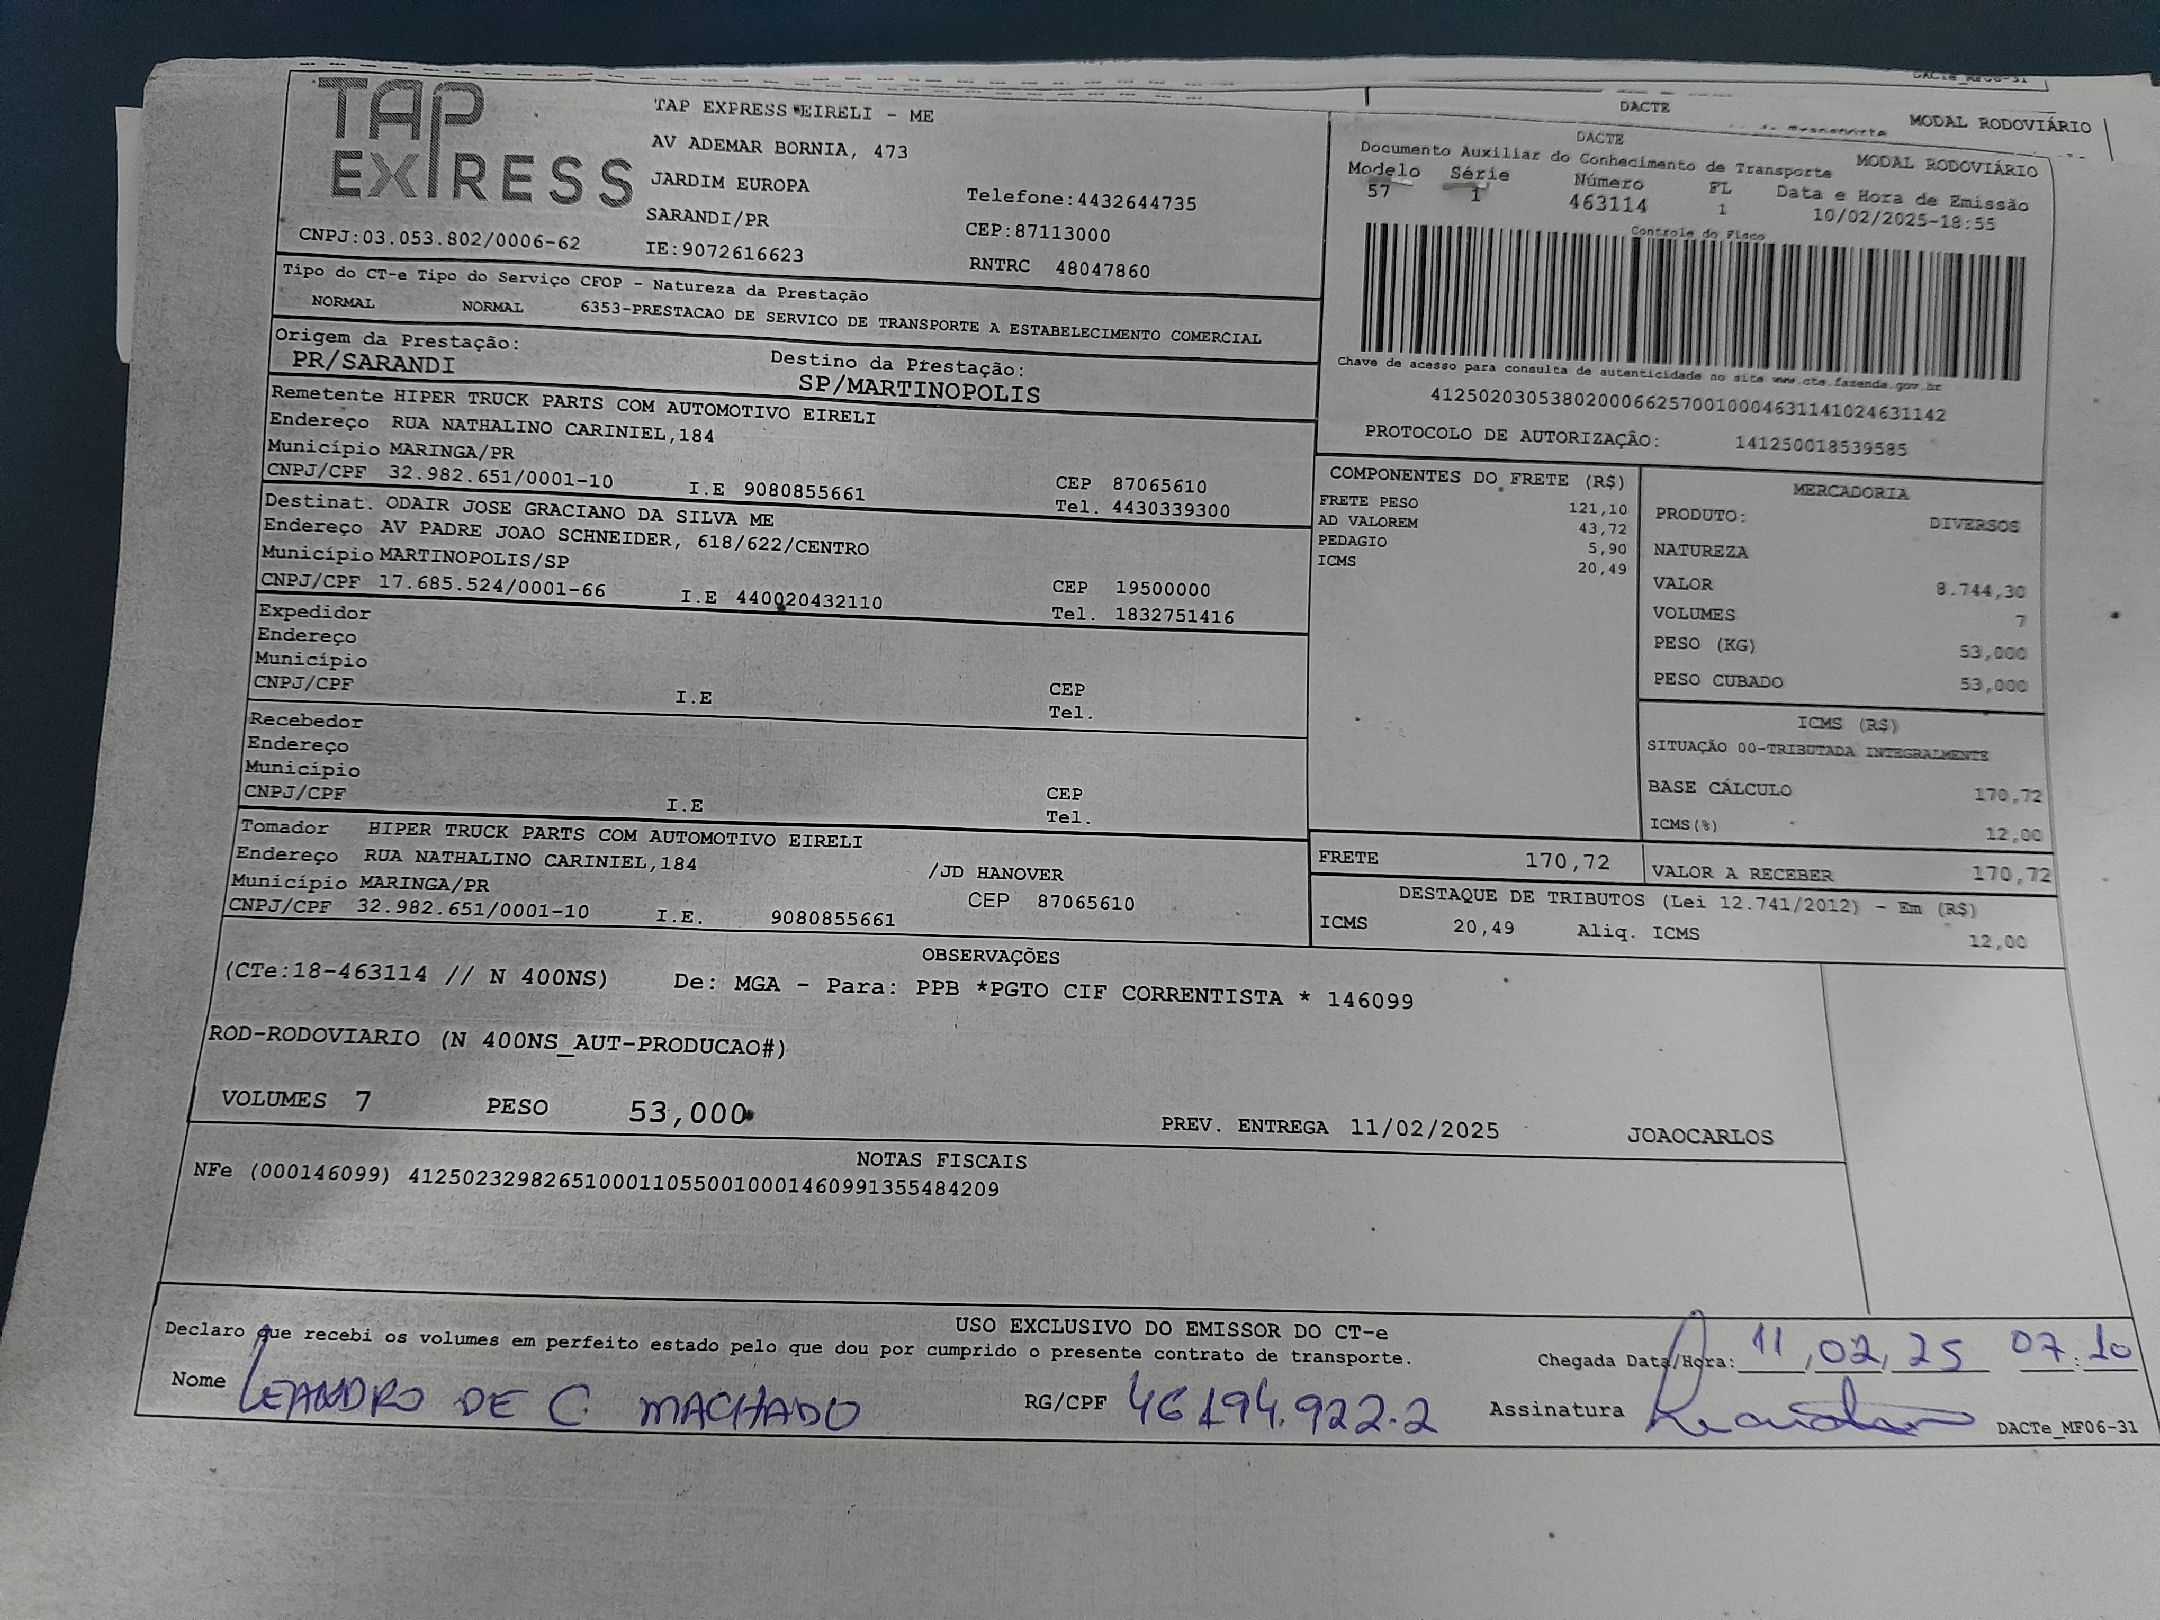 DACTe_MF06-31
DACTE
MODAL RODOVIÁRIO
TAP
EXPRESS
CNPJ:03.053.802/0006-62
TAP EXPRESS EIRELI - ME
AV ADEMAR BORNIA, 473
JARDIM EUROPA
SARANDI/PR
IE:9072616623
Telefone:4432644735
CEP:87113000
RNTRC 48047860
DACTE
Documento Auxiliar do Conhecimento de Transporte MODAL RODOVIÁRIO
Modelo Série Número FL Data e Hora de Emissão
57 1 463114 1 10/02/2025-18:55
Controle do Fisco
Chave de acesso para consulta de autenticidade no site www.cte.fazenda.gov.br
41250203053802000662570010004631141024631142
PROTOCOLO DE AUTORIZAÇÃO: 141250018539585
Tipo do CT-e Tipo do Serviço CFOP - Natureza da Prestação
NORMAL NORMAL 6353-PRESTACAO DE SERVICO DE TRANSPORTE A ESTABELECIMENTO COMERCIAL
Origem da Prestação: Destino da Prestação:
PR/SARANDI SP/MARTINOPOLIS
Remetente HIPER TRUCK PARTS COM AUTOMOTIVO EIRELI
Endereço RUA NATHALINO CARINIEL,184
Município MARINGA/PR CEP 87065610
CNPJ/CPF 32.982.651/0001-10 I.E 9080855661 Tel. 4430339300
Destinat. ODAIR JOSE GRACIANO DA SILVA ME
Endereço AV PADRE JOAO SCHNEIDER, 618/622/CENTRO
Município MARTINOPOLIS/SP CEP 19500000
CNPJ/CPF 17.685.524/0001-66 I.E 440020432110 Tel. 1832751416
Expedidor
Endereço
Município CEP
CNPJ/CPF I.E Tel.
Recebedor
Endereço
Município CEP
CNPJ/CPF I.E Tel.
Tomador HIPER TRUCK PARTS COM AUTOMOTIVO EIRELI
Endereço RUA NATHALINO CARINIEL,184 /JD HANOVER
Município MARINGA/PR CEP 87065610
CNPJ/CPF 32.982.651/0001-10 I.E. 9080855661
COMPONENTES DO FRETE (R$)
FRETE PESO 121,10
AD VALOREM 43,72
PEDAGIO 5,90
ICMS 20,49
MERCADORIA
PRODUTO: DIVERSOS
NATUREZA
VALOR 8.744,30
VOLUMES 7
PESO (KG) 53,000
PESO CUBADO 53,000
ICMS (R$)
SITUAÇÃO 00-TRIBUTADA INTEGRALMENTE
BASE CÁLCULO 170,72
ICMS(%) 12,00
FRETE 170,72 VALOR A RECEBER 170,72
DESTAQUE DE TRIBUTOS (Lei 12.741/2012) - Em (R$)
ICMS 20,49 Aliq. ICMS 12,00
OBSERVAÇÕES
(CTe:18-463114 // N 400NS) De: MGA - Para: PPB *PGTO CIF CORRENTISTA * 146099
ROD-RODOVIARIO (N 400NS_AUT-PRODUCAO#)
VOLUMES 7 PESO 53,000 PREV. ENTREGA 11/02/2025 JOAOCARLOS
NOTAS FISCAIS
NFe (000146099) 41250232982651000110550010001460991355484209
USO EXCLUSIVO DO EMISSOR DO CT-e
Declaro que recebi os volumes em perfeito estado pelo que dou por cumprido o presente contrato de transporte. Chegada Data/Hora: 11,02,25 07:10
Nome LEANDRO DE C MACHADO RG/CPF 46194.922.2 Assinatura
DACTe_MF06-31